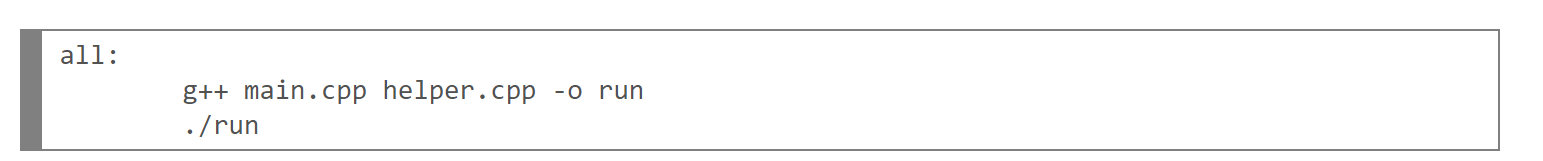 all:
        g++ main.cpp helper.cpp -o run
        ./run